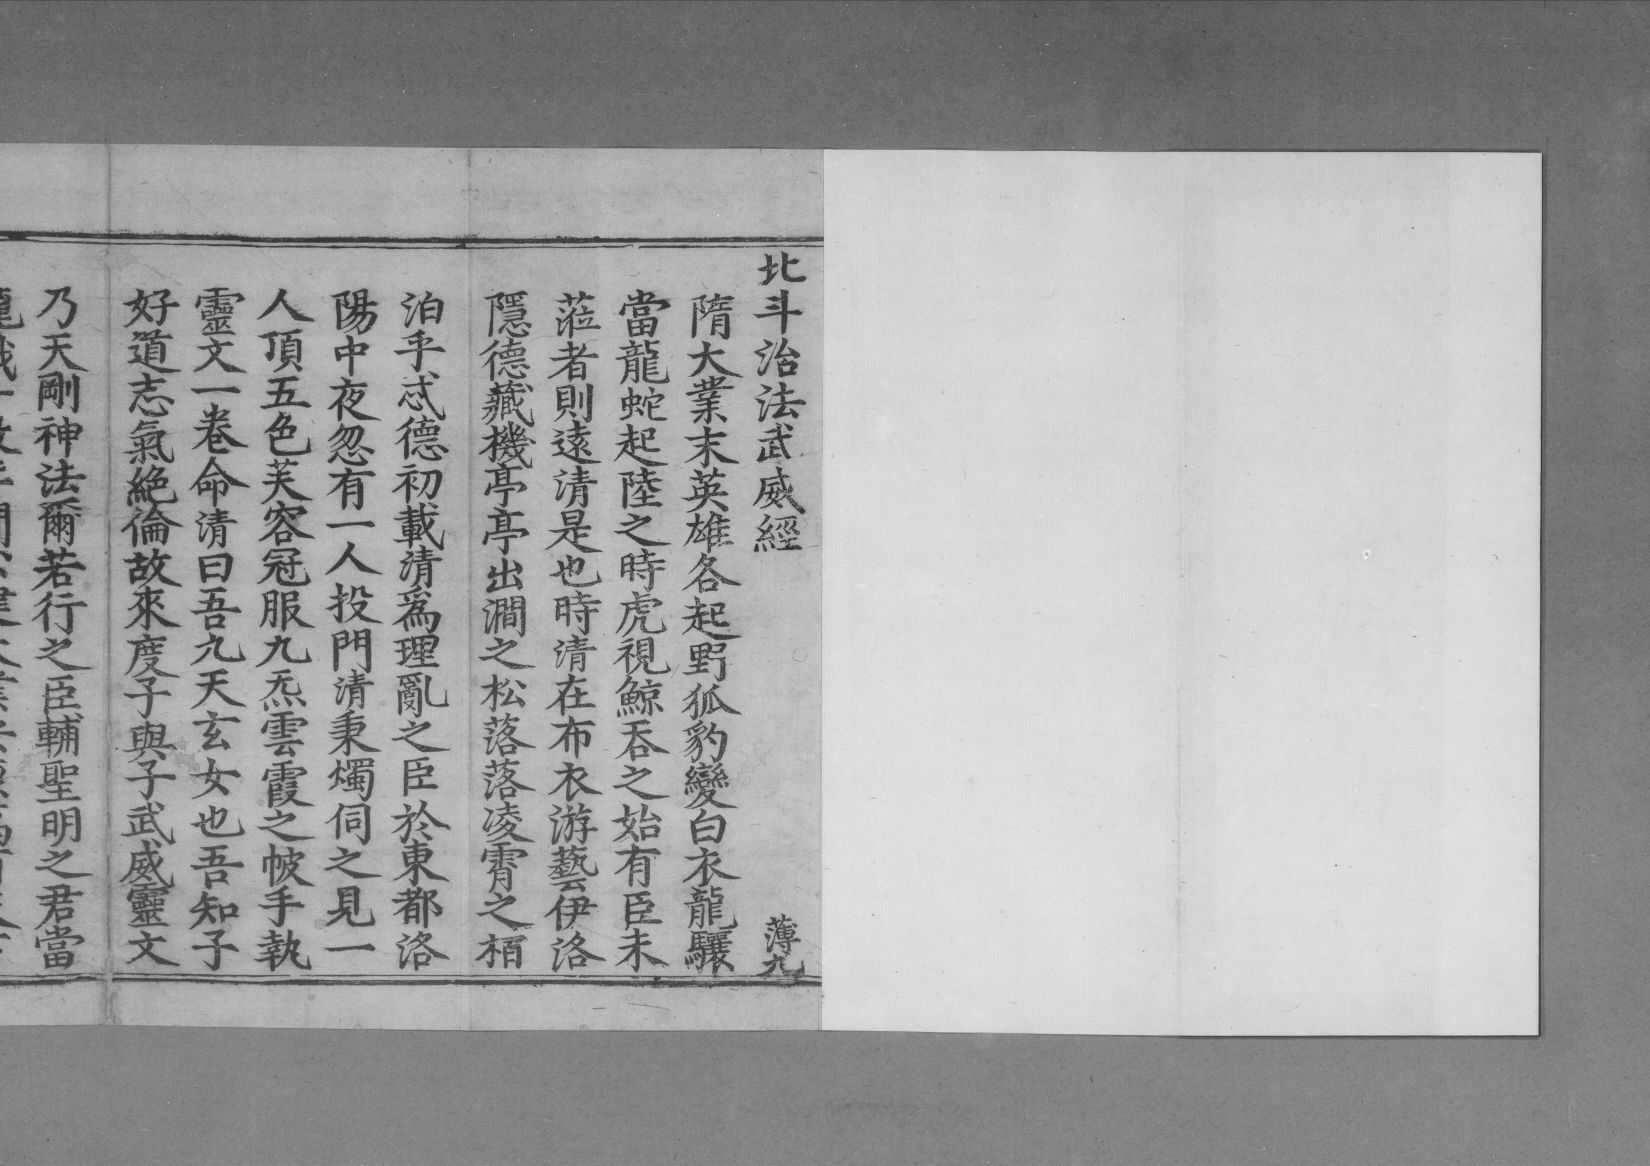 北斗治法武威經 薄九
隋大業末英雄各起野狐豹變白衣龍驤
當龍蛇起陸之時虎視鯨吞之始有臣未
蒞者則遠清是也時清在布衣游藝伊洛
隱德藏機亭亭出澗之松落落凌霄之栢
洎乎忒德初載清爲理亂之臣於東都洛
陽中夜忽有一人投門清秉燭伺之見一
人頂五色芙容冠服九炁雲霞之帔手執
靈文一卷命清曰吾九天玄女也吾知子
好道志氣絕倫故來度子與子武威靈文
乃天剛神法爾若行之臣輔聖明之君當